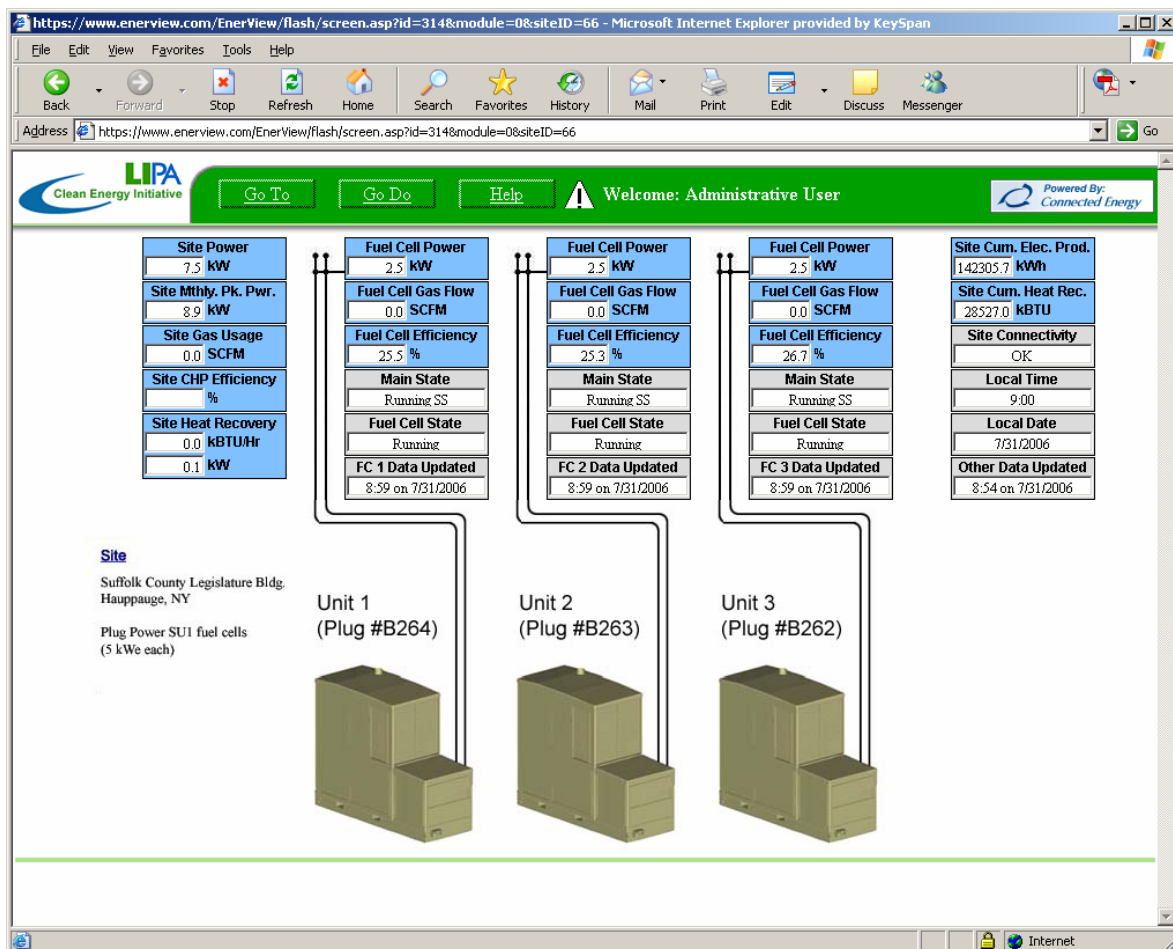 https://www.enerview.com/EnerView/flash/screen.asp?id=314&module=0&siteID=66 - Microsoft Internet Explorer provided by KeySpan
File Edit View Favorites Tools Help
Back Forward Stop Refresh Home Search Favorites History Mail Print Edit Discuss Messenger
Address https://www.enerview.com/EnerView/flash/screen.asp?id=314&module=0&siteID=66 Go
LIPA
Clean Energy Initiative
Go To Go Do Help Welcome: Administrative User
Powered By:
Connected Energy
Site Power
7.5 kW
Site Mthly. Pk. Pwr.
8.9 kW
Site Gas Usage
0.0 SCFM
Site CHP Efficiency
%
Site Heat Recovery
0.0 kBTU/Hr
0.1 kW
Fuel Cell Power
2.5 kW
Fuel Cell Gas Flow
0.0 SCFM
Fuel Cell Efficiency
25.5 %
Main State
Running SS
Fuel Cell State
Running
FC 1 Data Updated
8:59 on 7/31/2006
Fuel Cell Power
2.5 kW
Fuel Cell Gas Flow
0.0 SCFM
Fuel Cell Efficiency
25.3 %
Main State
Running SS
Fuel Cell State
Running
FC 2 Data Updated
8:59 on 7/31/2006
Fuel Cell Power
2.5 kW
Fuel Cell Gas Flow
0.0 SCFM
Fuel Cell Efficiency
26.7 %
Main State
Running SS
Fuel Cell State
Running
FC 3 Data Updated
8:59 on 7/31/2006
Site Cum. Elec. Prod.
142305.7 kWh
Site Cum. Heat Rec.
28527.0 kBTU
Site Connectivity
OK
Local Time
9:00
Local Date
7/31/2006
Other Data Updated
8:54 on 7/31/2006
Site
Suffolk County Legislature Bldg.
Hauppauge, NY
Plug Power SU1 fuel cells
(5 kWe each)
Unit 1
(Plug #B264)
Unit 2
(Plug #B263)
Unit 3
(Plug #B262)
Internet